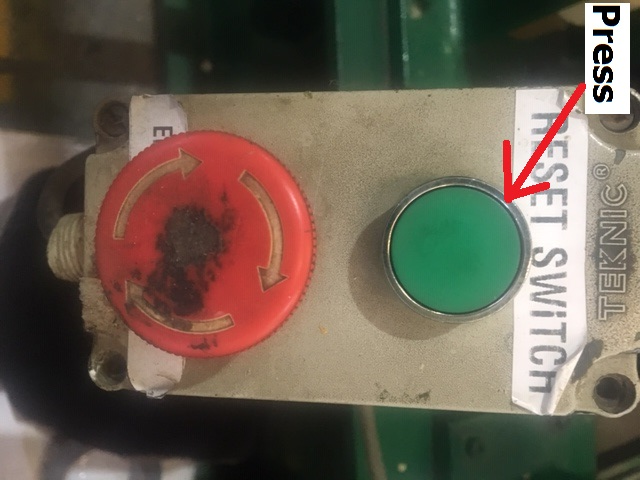 Press
RESET SWiTCH
TEKNIC®
E